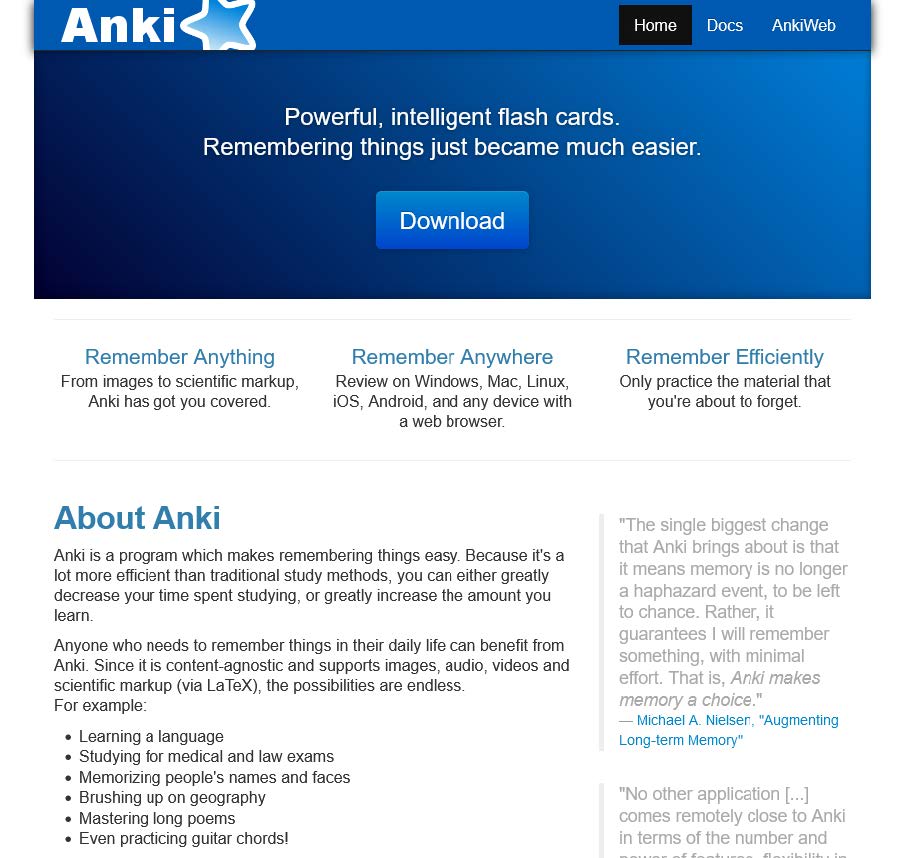 Anki
Home Docs AnkiWeb
Powerful, intelligent flash cards.
Remembering things just became much easier.
Download
Remember Anything
From images to scientific markup,
Anki has got you covered.
Remember Anywhere
Review on Windows, Mac, Linux,
iOS, Android, and any device with
a web browser.
Remember Efficiently
Only practice the material that
you're about to forget.
About Anki
Anki is a program which makes remembering things easy. Because it's a
lot more efficient than traditional study methods, you can either greatly
decrease your time spent studying, or greatly increase the amount you
learn.
Anyone who needs to remember things in their daily life can benefit from
Anki. Since it is content-agnostic and supports images, audio, videos and
scientific markup (via LaTeX), the possibilities are endless.
For example:
• Learning a language
• Studying for medical and law exams
• Memorizing people's names and faces
• Brushing up on geography
• Mastering long poems
• Even practicing guitar chords!
"The single biggest change
that Anki brings about is that
it means memory is no longer
a haphazard event, to be left
to chance. Rather, it
guarantees I will remember
something, with minimal
effort. That is, Anki makes
memory a choice."
— Michael A. Nielsen, "Augmenting
Long-term Memory"
"No other application [...]
comes remotely close to Anki
in terms of the number and
power of features, flexibility in